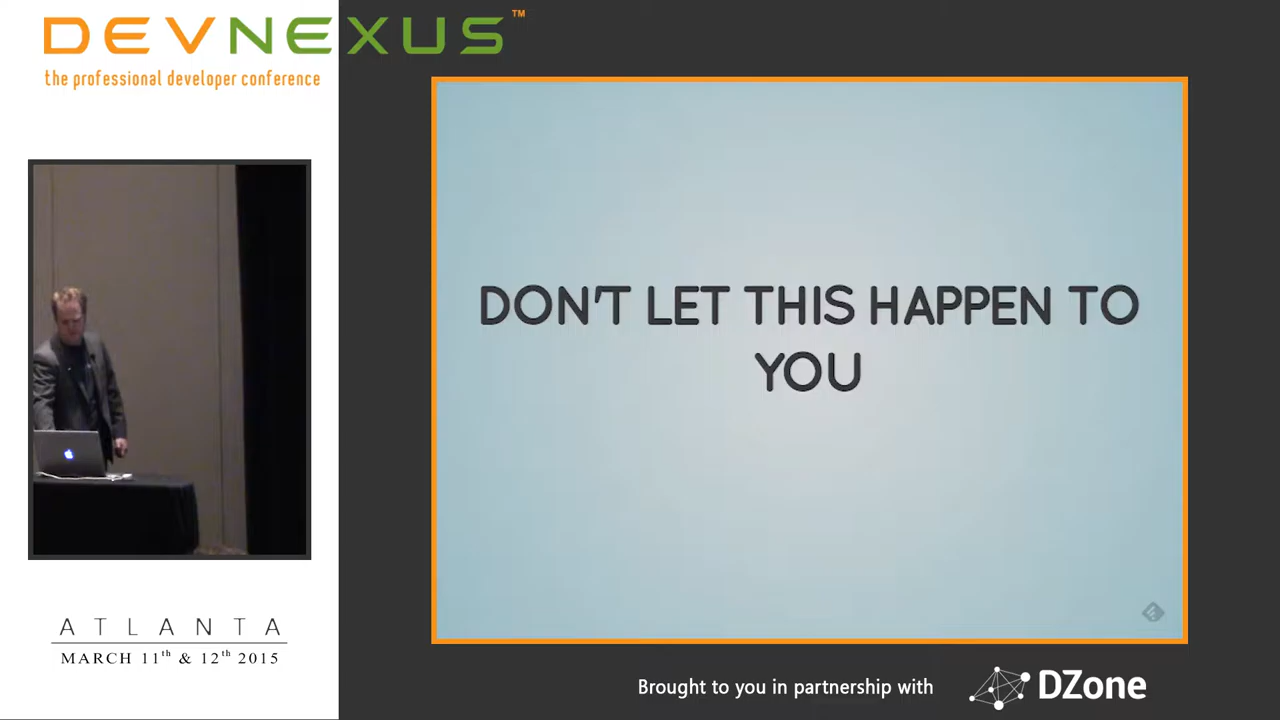 DEVNEXUS™
the professional developer conference
DON'T LET THIS HAPPEN TO
YOU
ATLANTA
MARCH 11th & 12th 2015
Brought to you in partnership with
DZone